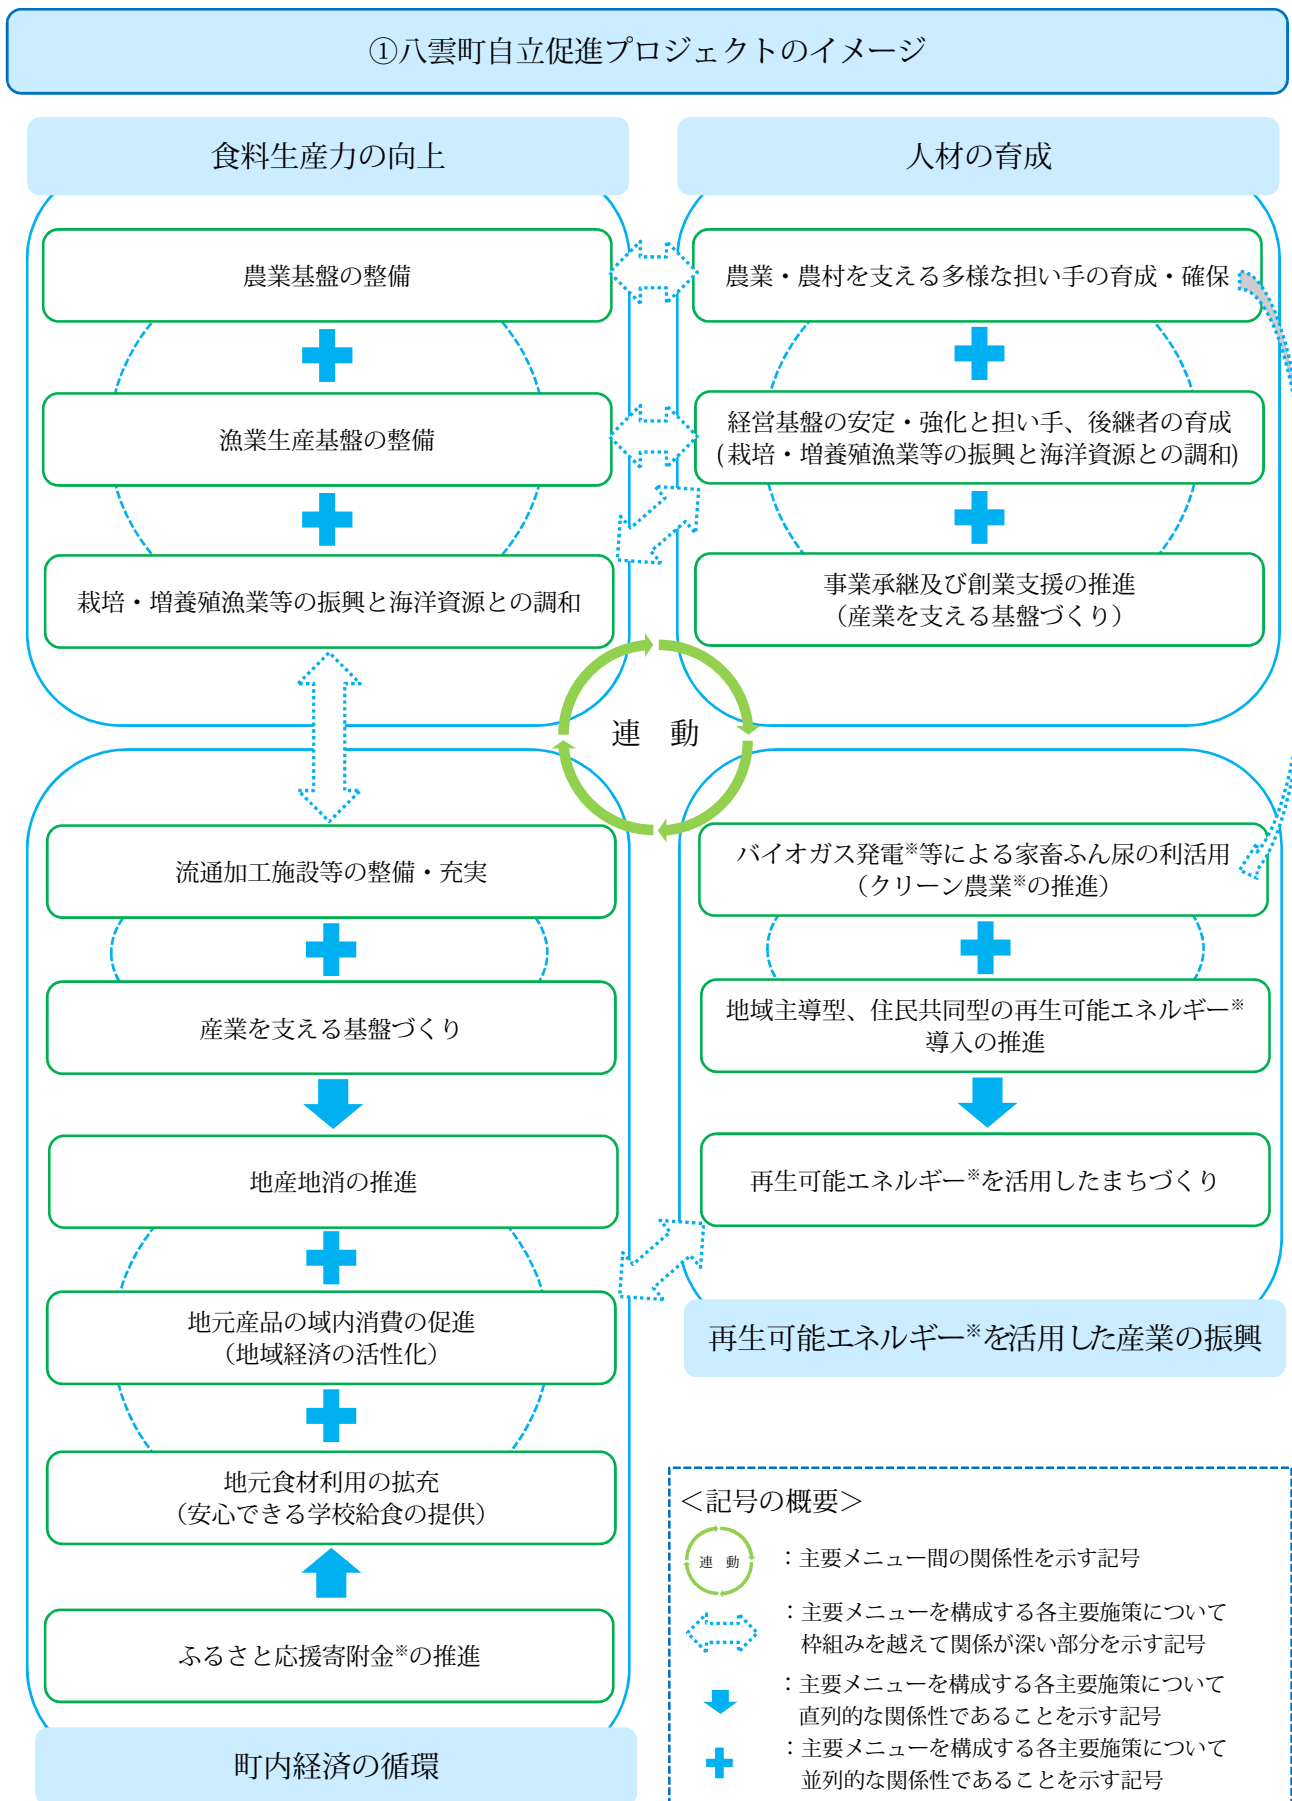 ①八雲町自立促進プロジェクトのイメージ
食料生産力の向上
農業基盤の整備
漁業生産基盤の整備
栽培・増養殖漁業等の振興と海洋資源との調和
人材の育成
農業・農村を支える多様な担い手の育成・確保
経営基盤の安定・強化と担い手、後継者の育成
(栽培・増養殖漁業等の振興と海洋資源との調和)
事業承継及び創業支援の推進
（産業を支える基盤づくり）
連　動
流通加工施設等の整備・充実
産業を支える基盤づくり
地産地消の推進
地元産品の域内消費の促進
（地域経済の活性化）
地元食材利用の拡充
（安心できる学校給食の提供）
ふるさと応援寄附金※の推進
町内経済の循環
バイオガス発電※等による家畜ふん尿の利活用
（クリーン農業※の推進）
地域主導型、住民共同型の再生可能エネルギー※
導入の推進
再生可能エネルギー※を活用したまちづくり
再生可能エネルギー※を活用した産業の振興
＜記号の概要＞
連　動
：主要メニュー間の関係性を示す記号
：主要メニューを構成する各主要施策について
枠組みを越えて関係が深い部分を示す記号
：主要メニューを構成する各主要施策について
直列的な関係性であることを示す記号
：主要メニューを構成する各主要施策について
並列的な関係性であることを示す記号